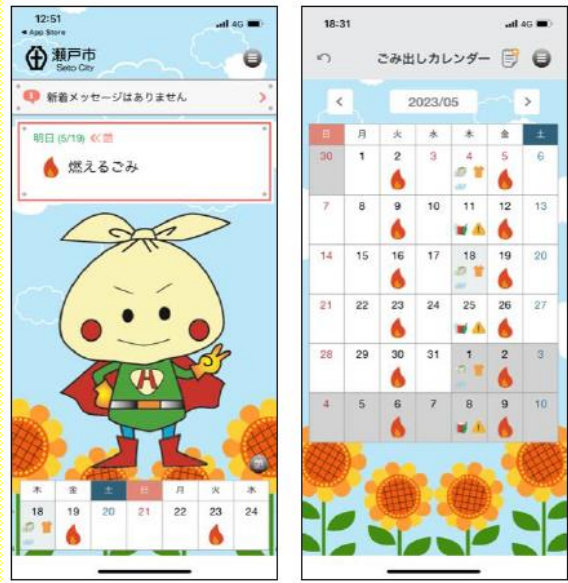 12:51
4G
◀ App Store
瀬戸市
Seto City
新着メッセージはありません
明日 (5/19)
燃えるごみ
H
木 金 土 日 月 火 水
18 19 20 21 22 23 24
18:31
4G
ごみ出しカレンダー
2023/05
日 月 火 水 木 金 土
30 1 2 3 4 5 6
7 8 9 10 11 12 13
14 15 16 17 18 19 20
21 22 23 24 25 26 27
28 29 30 31 1 2 3
4 5 6 7 8 9 10